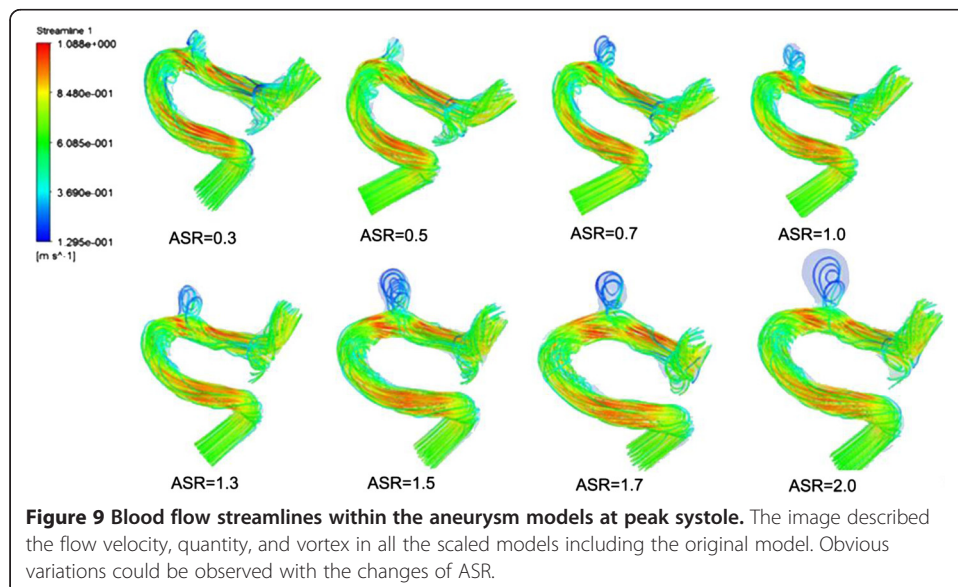 Streamline 1
1.088e+000
8.480e-001
6.085e-001
3.690e-001
1.295e-001
[m s^-1]
ASR=0.3
ASR=0.5
ASR=0.7
ASR=1.0
ASR=1.3
ASR=1.5
ASR=1.7
ASR=2.0
Figure 9 Blood flow streamlines within the aneurysm models at peak systole. The image described
the flow velocity, quantity, and vortex in all the scaled models including the original model. Obvious
variations could be observed with the changes of ASR.